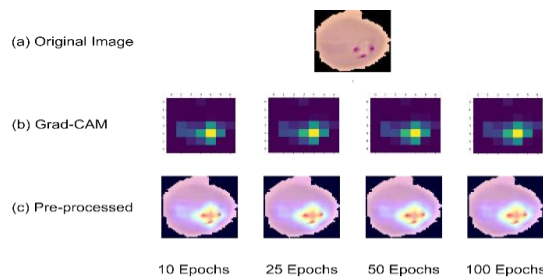 (a) Original Image
(b) Grad-CAM
(c) Pre-processed
10 Epochs 25 Epochs 50 Epochs 100 Epochs